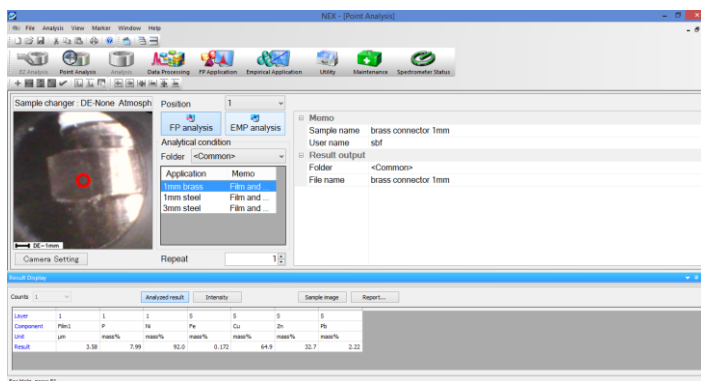 NEX - [Point Analysis]
File Analysis View Marker Window Help
EZ Analysis Point Analysis Analysis Data Processing FP Application Empirical Application Utility Maintenance Spectrometer Status
Sample changer : DE-None Atmosph
Position 1
FP analysis EMP analysis
Analytical condition
Folder <Common>
Application Memo
1mm brass Film and ...
1mm steel Film and ...
3mm steel Film and ...
DE-1mm
Camera Setting
Repeat 1
Memo
Sample name brass connector 1mm
User name sbf
Result output
Folder <Common>
File name brass connector 1mm
Result Display
Counts 1 Analyzed result Intensity Sample image Report...
Layer 1 1 1 S S S S
Component Film1 P Ni Fe Cu Zn Pb
Unit µm mass% mass% mass% mass% mass% mass%
Result 3.58 7.99 92.0 0.172 64.9 32.7 2.22